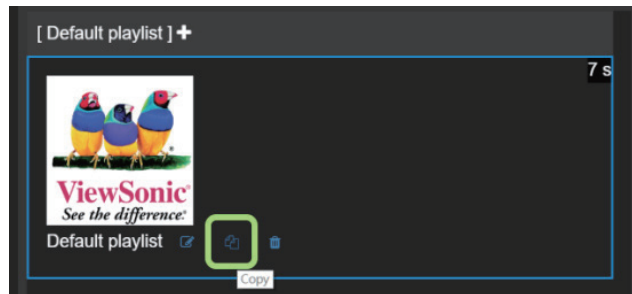 [ Default playlist ] +
7 s
ViewSonic®
See the difference®
Default playlist
Copy